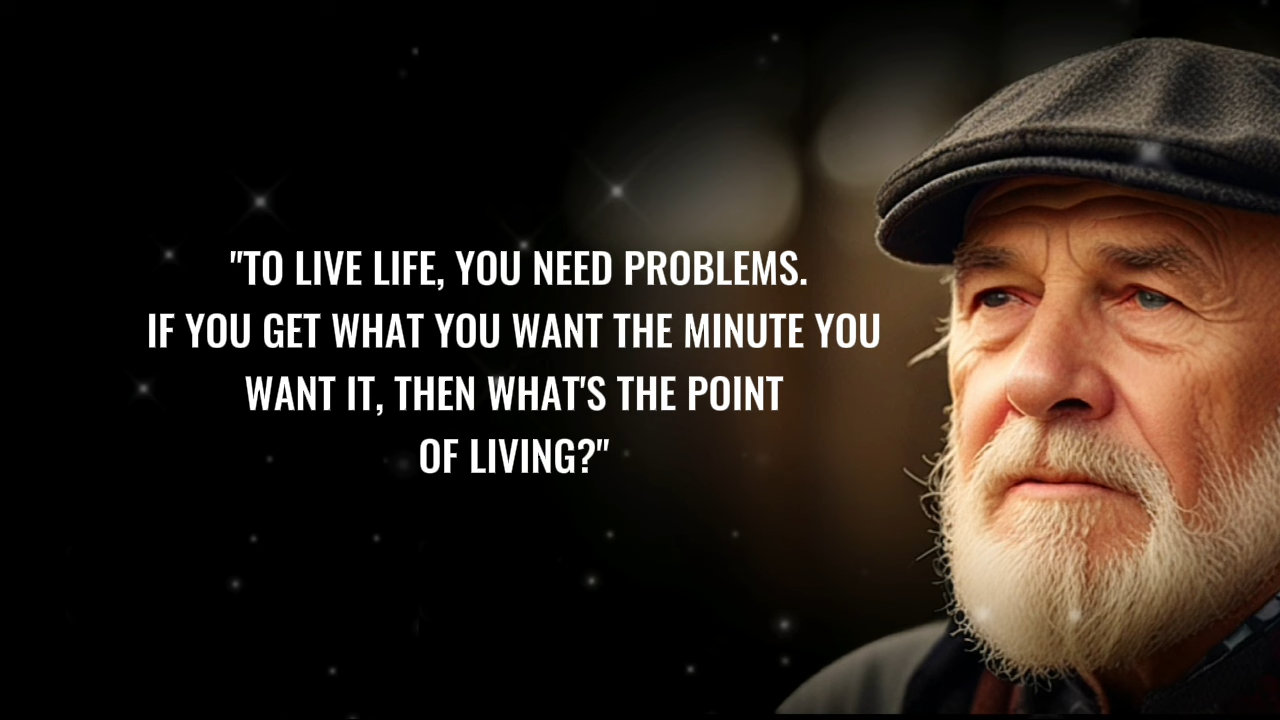 "TO LIVE LIFE, YOU NEED PROBLEMS.
IF YOU GET WHAT YOU WANT THE MINUTE YOU
WANT IT, THEN WHAT'S THE POINT
OF LIVING?"